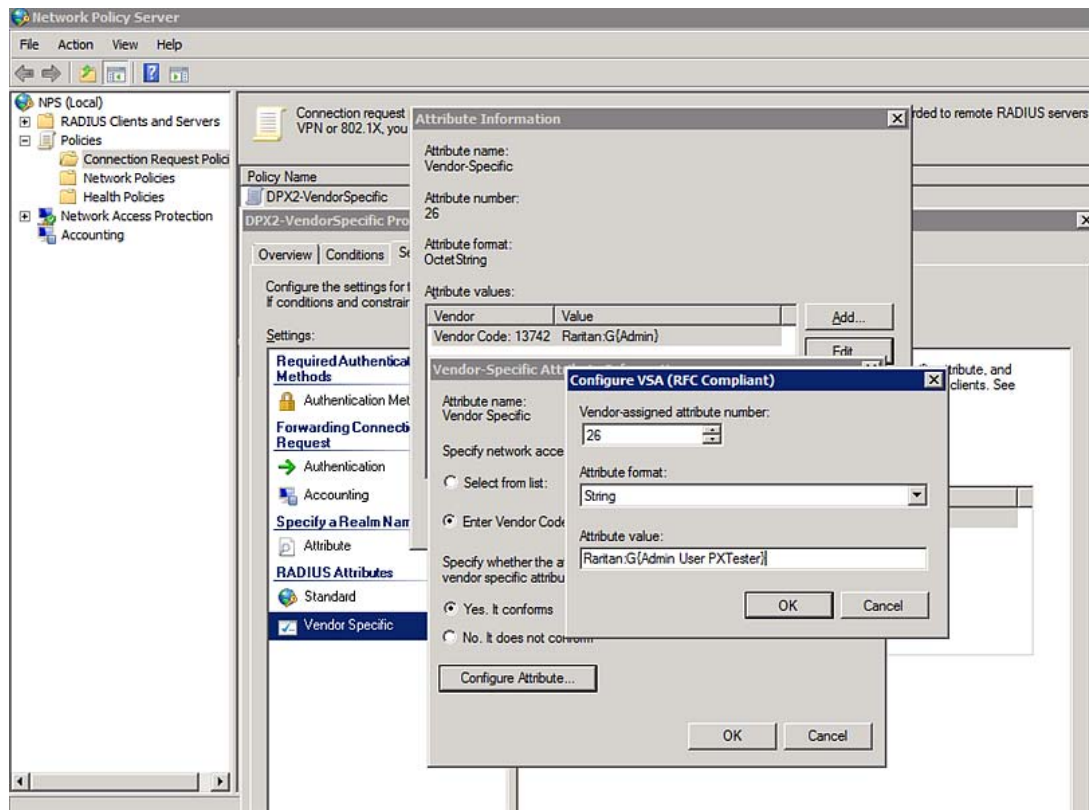 Network Policy Server
File Action View Help
NPS (Local)
RADIUS Clients and Servers
Policies
Connection Request Polici
Network Policies
Health Policies
Network Access Protection
Accounting
Connection request
VPN or 802.1X, you
rded to remote RADIUS servers
Policy Name
DPX2-VendorSpecific
DPX2-VendorSpecific Pro
Overview Conditions Se
Configure the settings for
If conditions and constrain
Settings:
Required Authenticat
Methods
Authentication Met
Forwarding Connecti
Request
Authentication
Accounting
Specify a Realm Nam
Attribute
RADIUS Attributes
Standard
Vendor Specific
Attribute Information
Attribute name:
Vendor-Specific
Attribute number:
26
Attribute format:
OctetString
Attribute values:
Vendor Value
Vendor Code: 13742 Raritan:G{Admin}
Add...
Edit
tribute, and
clients. See
Vendor-Specific Att
Attribute name:
Vendor Specific
Specify network acce
Select from list:
Enter Vendor Code
Specify whether the a
vendor specific attribu
Yes. It conforms
No. It does not conform
Configure Attribute...
OK Cancel
Configure VSA (RFC Compliant)
Vendor-assigned attribute number:
26
Attribute format:
String
Attribute value:
Raritan:G{Admin User PXTester}
OK Cancel